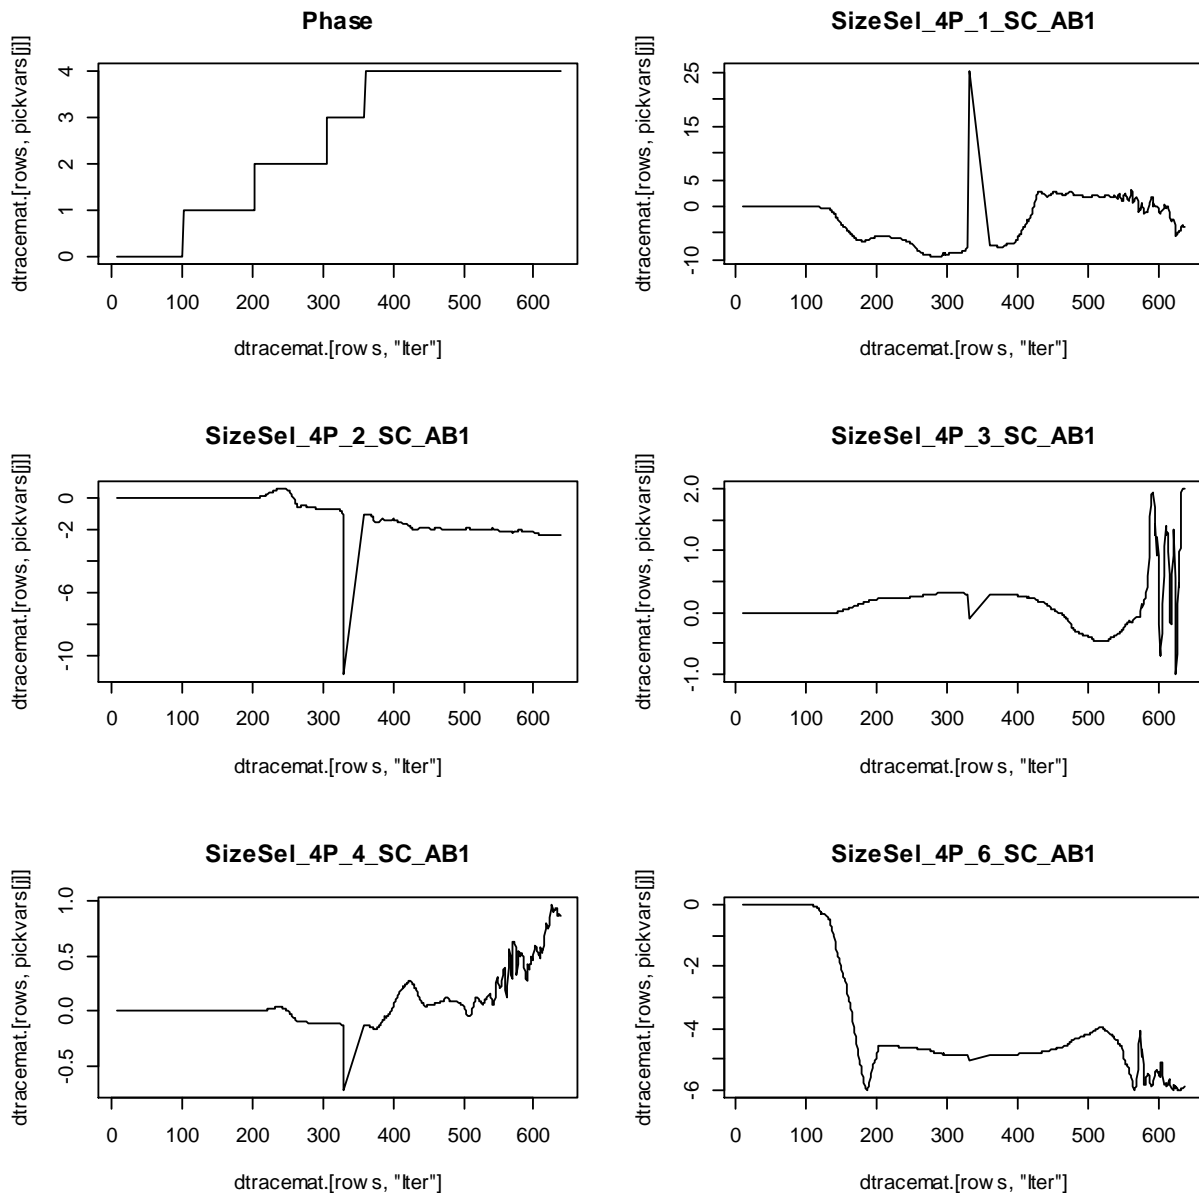 Phase
dtracemat.[rows, pickvars[j]]
4
3
2
1
0
0 100 200 300 400 500 600
dtracemat.[rows, "Iter"]
SizeSel_4P_1_SC_AB1
dtracemat.[rows, pickvars[j]]
25
15
5
0
-10
0 100 200 300 400 500 600
dtracemat.[rows, "Iter"]
SizeSel_4P_2_SC_AB1
dtracemat.[rows, pickvars[j]]
0
-2
-6
-10
0 100 200 300 400 500 600
dtracemat.[rows, "Iter"]
SizeSel_4P_3_SC_AB1
dtracemat.[rows, pickvars[j]]
2.0
1.0
0.0
-1.0
0 100 200 300 400 500 600
dtracemat.[rows, "Iter"]
SizeSel_4P_4_SC_AB1
dtracemat.[rows, pickvars[j]]
1.0
0.5
0.0
-0.5
0 100 200 300 400 500 600
dtracemat.[rows, "Iter"]
SizeSel_4P_6_SC_AB1
dtracemat.[rows, pickvars[j]]
0
-2
-4
-6
0 100 200 300 400 500 600
dtracemat.[rows, "Iter"]